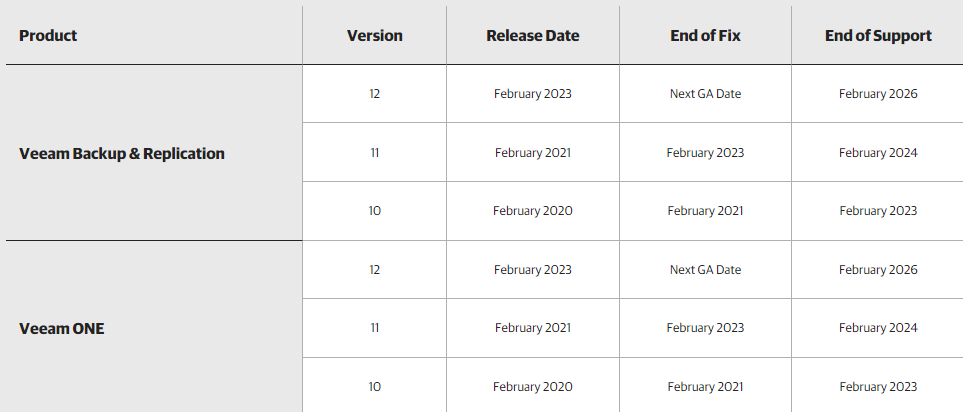 Product Version Release Date End of Fix End of Support
Veeam Backup & Replication
12 February 2023 Next GA Date February 2026
11 February 2021 February 2023 February 2024
10 February 2020 February 2021 February 2023
Veeam ONE
12 February 2023 Next GA Date February 2026
11 February 2021 February 2023 February 2024
10 February 2020 February 2021 February 2023